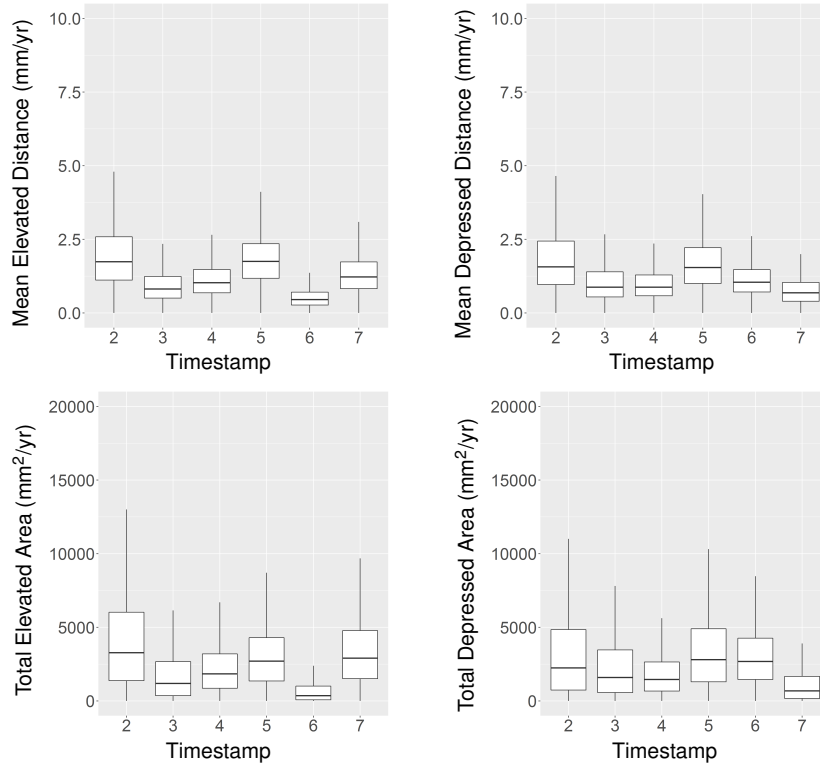 Mean Elevated Distance (mm/yr)
10.0
7.5
5.0
2.5
0.0
2 3 4 5 6 7
Timestamp
Mean Depressed Distance (mm/yr)
10.0
7.5
5.0
2.5
0.0
2 3 4 5 6 7
Timestamp
Total Elevated Area (mm²/yr)
20000
15000
10000
5000
0
2 3 4 5 6 7
Timestamp
Total Depressed Area (mm²/yr)
20000
15000
10000
5000
0
2 3 4 5 6 7
Timestamp